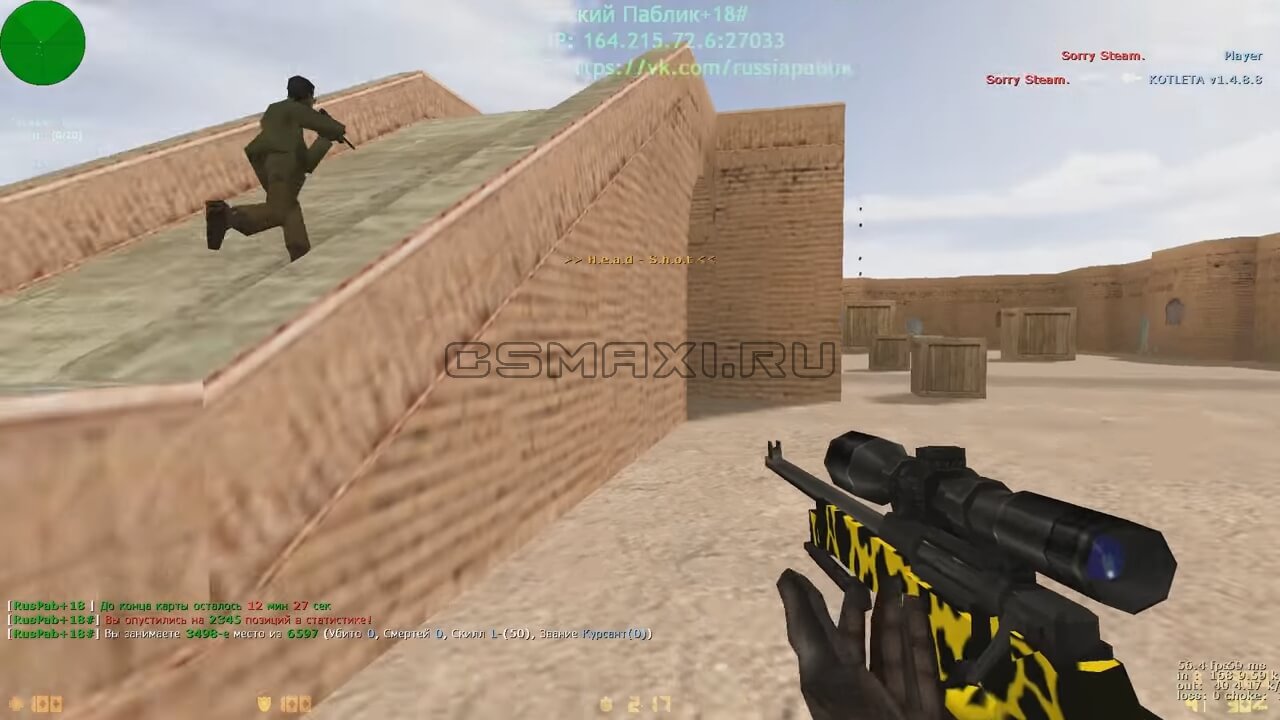 кий Паблик+18#
IP: 164.215.72.6:27033
https://vk.com/russiapablik
Sorry Steam. Player
Sorry Steam. KOTLETA v1.4.8.8
>> H.e.a.d - S.h.o.t <<
CSMAXI.RU
[RusPab+18 ] До конца карты осталось 12 мин 27 сек
[RusPab+18#] Вы опустились на 2345 позиций в статистике!
[RusPab+18#] Вы занимаете 3498-е место из 6597 (Убито 0, Смертей 0, Скилл L-(50), Звание Курсант(0))
100
100
2 17